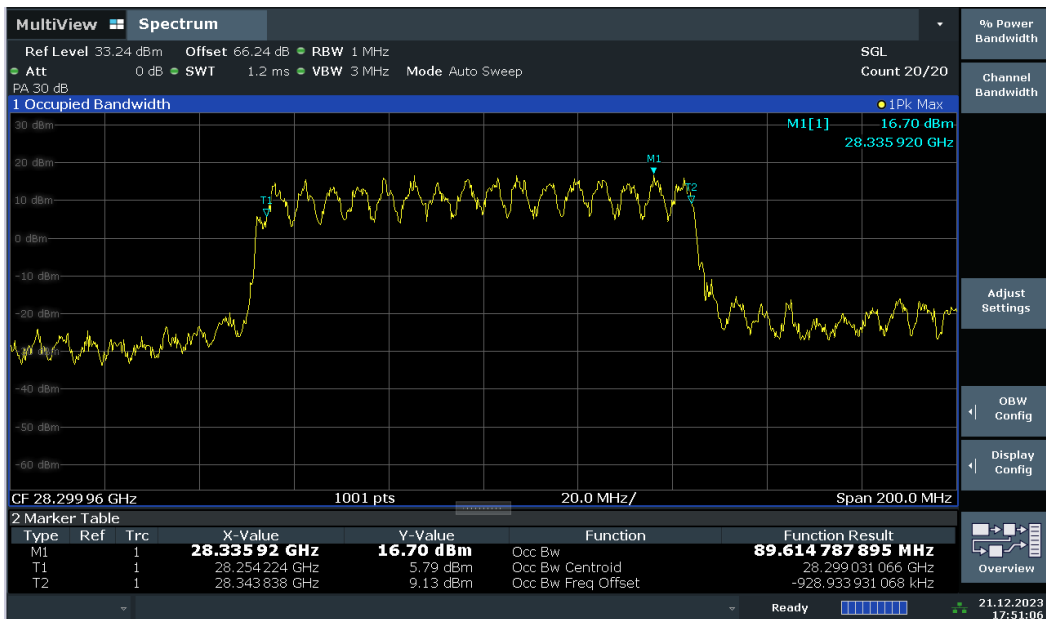 MultiView Spectrum
Ref Level 33.24 dBm Offset 66.24 dB RBW 1 MHz SGL
Att 0 dB SWT 1.2 ms VBW 3 MHz Mode Auto Sweep Count 20/20
PA 30 dB
1 Occupied Bandwidth 1Pk Max
30 dBm
M1[1] 16.70 dBm
28.335 920 GHz
20 dBm
M1
10 dBm
T1
T2
0 dBm
-10 dBm
-20 dBm
-30 dBm
-40 dBm
-50 dBm
-60 dBm
CF 28.299 96 GHz 1001 pts 20.0 MHz/ Span 200.0 MHz
2 Marker Table
Type Ref Trc X-Value Y-Value Function Function Result
M1 1 28.335 92 GHz 16.70 dBm Occ Bw 89.614 787 895 MHz
T1 1 28.254 224 GHz 5.79 dBm Occ Bw Centroid 28.299 031 066 GHz
T2 1 28.343 838 GHz 9.13 dBm Occ Bw Freq Offset -928.933 931 068 kHz
Ready
% Power
Bandwidth
Channel
Bandwidth
Adjust
Settings
OBW
Config
Display
Config
Overview
21.12.2023
17:51:06